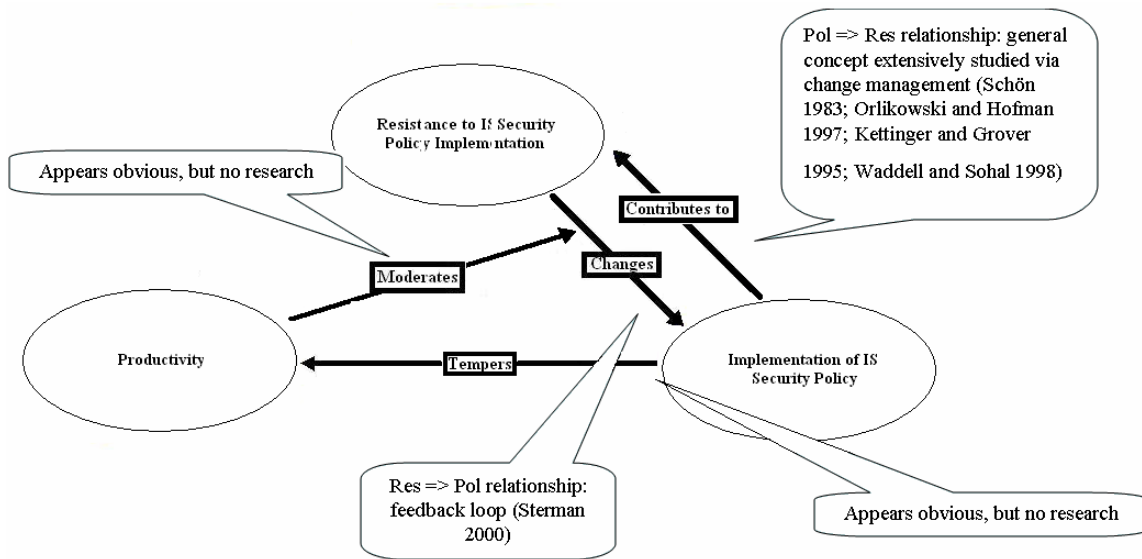 Pol => Res relationship: general
concept extensively studied via
change management (Schön
1983; Orlikowski and Hofman
1997; Kettinger and Grover
1995; Waddell and Sohal 1998)
Resistance to IS Security
Policy Implementation
Appears obvious, but no research
Contributes to
Changes
Moderates
Productivity
Tempers
Implementation of IS
Security Policy
Res => Pol relationship:
feedback loop (Sterman
2000)
Appears obvious, but no research